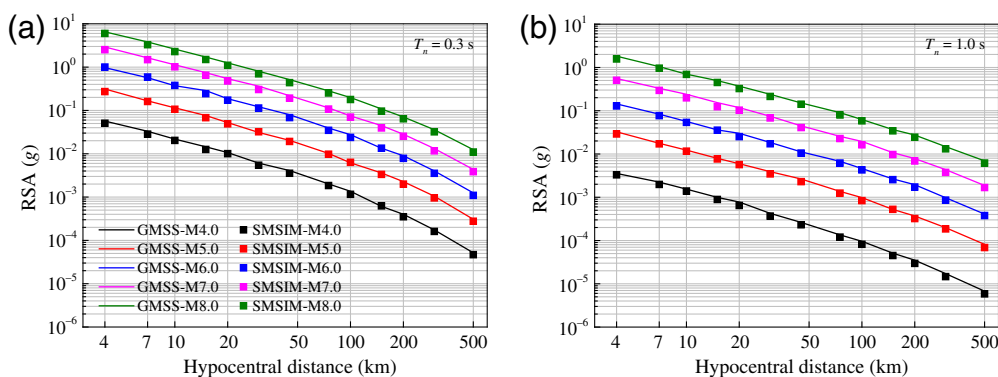 (a)
T_n = 0.3 s
RSA (g)
10^1
10^0
10^-1
10^-2
10^-3
10^-4
10^-5
10^-6
GMSS-M4.0 SMSIM-M4.0
GMSS-M5.0 SMSIM-M5.0
GMSS-M6.0 SMSIM-M6.0
GMSS-M7.0 SMSIM-M7.0
GMSS-M8.0 SMSIM-M8.0
4 7 10 20 40 100 200 500
Hypocentral distance (km)
(b)
T_n = 1.0 s
RSA (g)
10^1
10^0
10^-1
10^-2
10^-3
10^-4
10^-5
10^-6
4 7 10 20 40 100 200 500
Hypocentral distance (km)